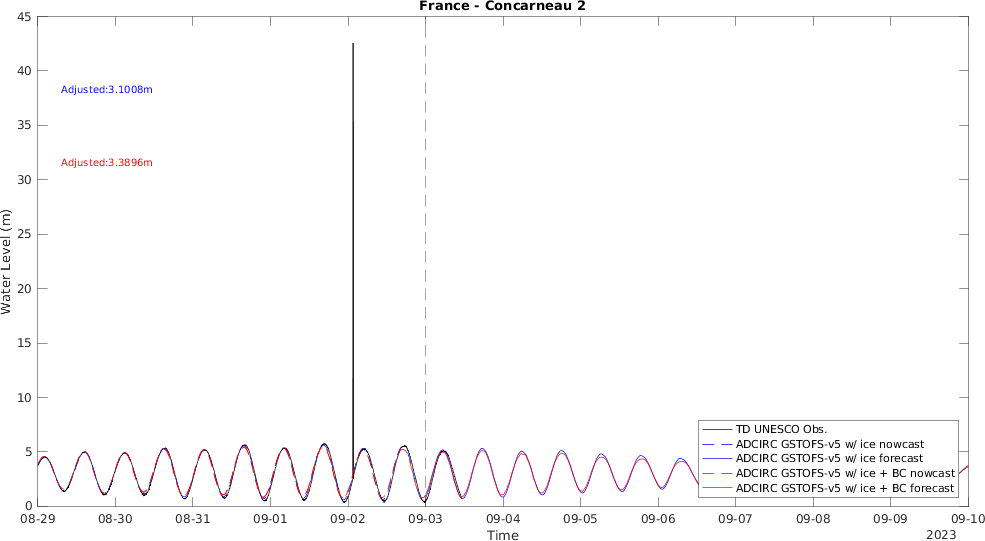 France - Concarneau 2
45
40
35
30
25
20
15
10
5
0
Water Level (m)
Adjusted:3.1008m
Adjusted:3.3896m
TD UNESCO Obs.
ADCIRC GSTOFS-v5 w/ ice nowcast
ADCIRC GSTOFS-v5 w/ ice forecast
ADCIRC GSTOFS-v5 w/ ice + BC nowcast
ADCIRC GSTOFS-v5 w/ ice + BC forecast
08-29 08-30 08-31 09-01 09-02 09-03 09-04 09-05 09-06 09-07 09-08 09-09 09-10
Time
2023